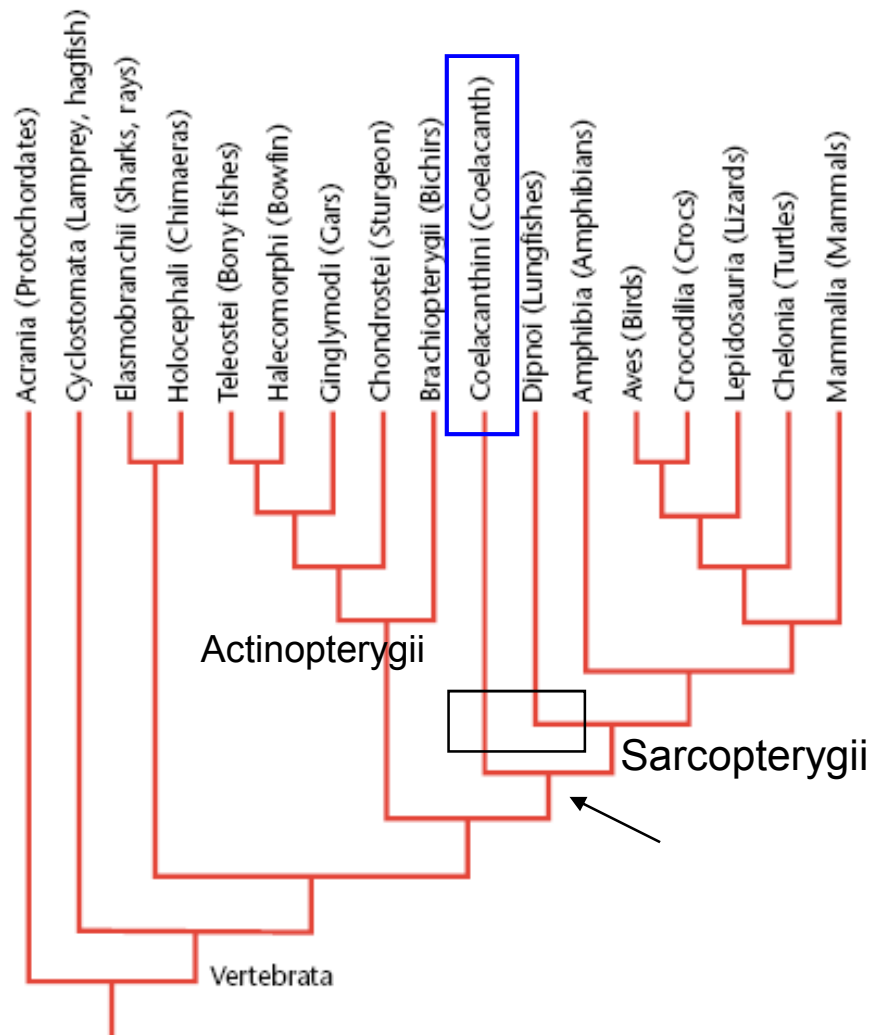 Acrania (Protochordates)
Cyclostomata (Lamprey, hagfish)
Elasmobranchii (Sharks, rays)
Holocephali (Chimaeras)
Teleostei (Bony fishes)
Halecomorphi (Bowfin)
Ginglymodi (Gars)
Chondrostei (Sturgeon)
Brachiopterygii (Bichirs)
Coelacanthini (Coelacanth)
Dipnoi (Lungfishes)
Amphibia (Amphibians)
Aves (Birds)
Crocodilia (Crocs)
Lepidosauria (Lizards)
Chelonia (Turtles)
Mammalia (Mammals)
Actinopterygii
Sarcopterygii
Vertebrata